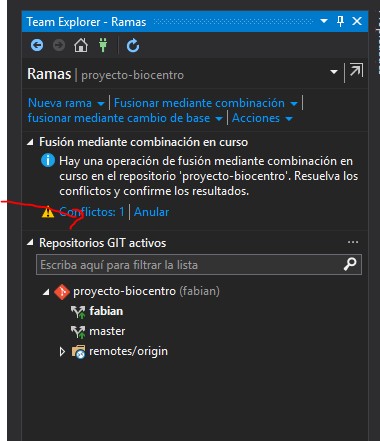 Team Explorer - Ramas
Ramas | proyecto-biocentro
Nueva rama | Fusionar mediante combinación |
fusionar mediante cambio de base | Acciones
Fusión mediante combinación en curso
Hay una operación de fusión mediante combinación en
curso en el repositorio 'proyecto-biocentro'. Resuelva los
conflictos y confirme los resultados.
Conflictos: 1 | Anular
Repositorios GIT activos
Escriba aquí para filtrar la lista
proyecto-biocentro (fabian)
fabian
master
remotes/origin